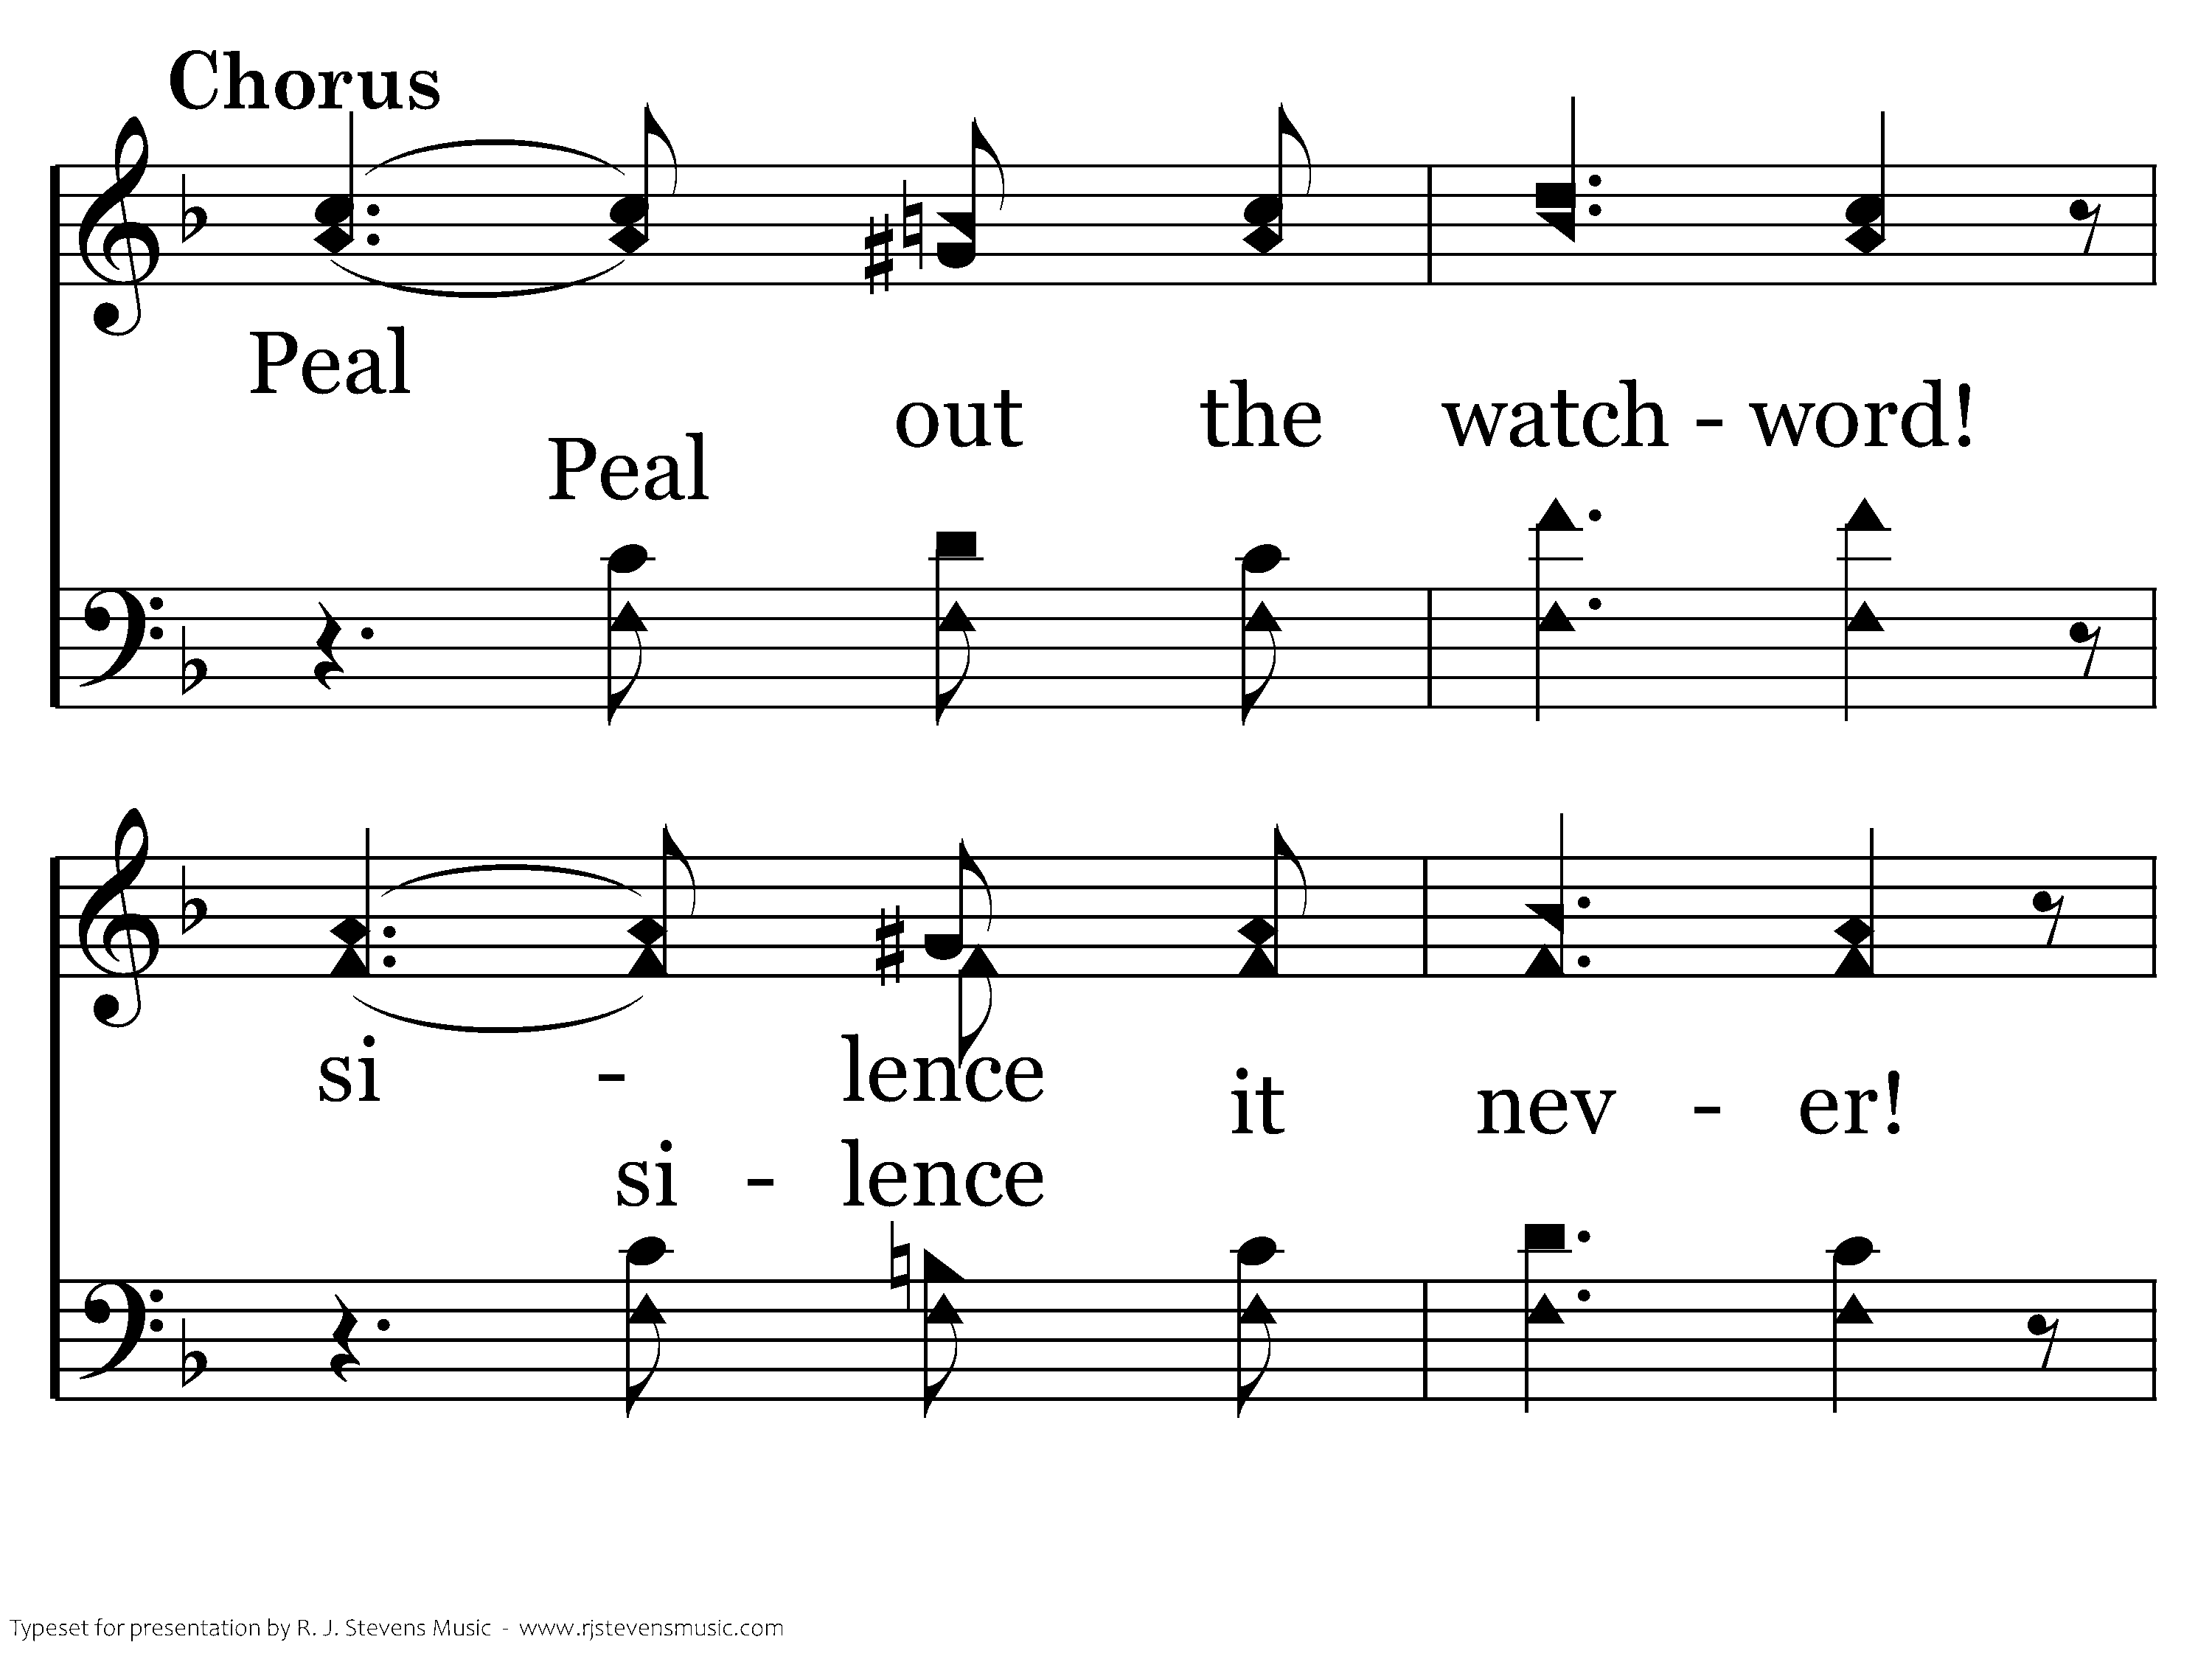 Chorus
Peal out the watch - word!
Peal
si - lence it nev - er!
si - lence
Typeset for presentation by R. J. Stevens Music - www.rjstevensmusic.com